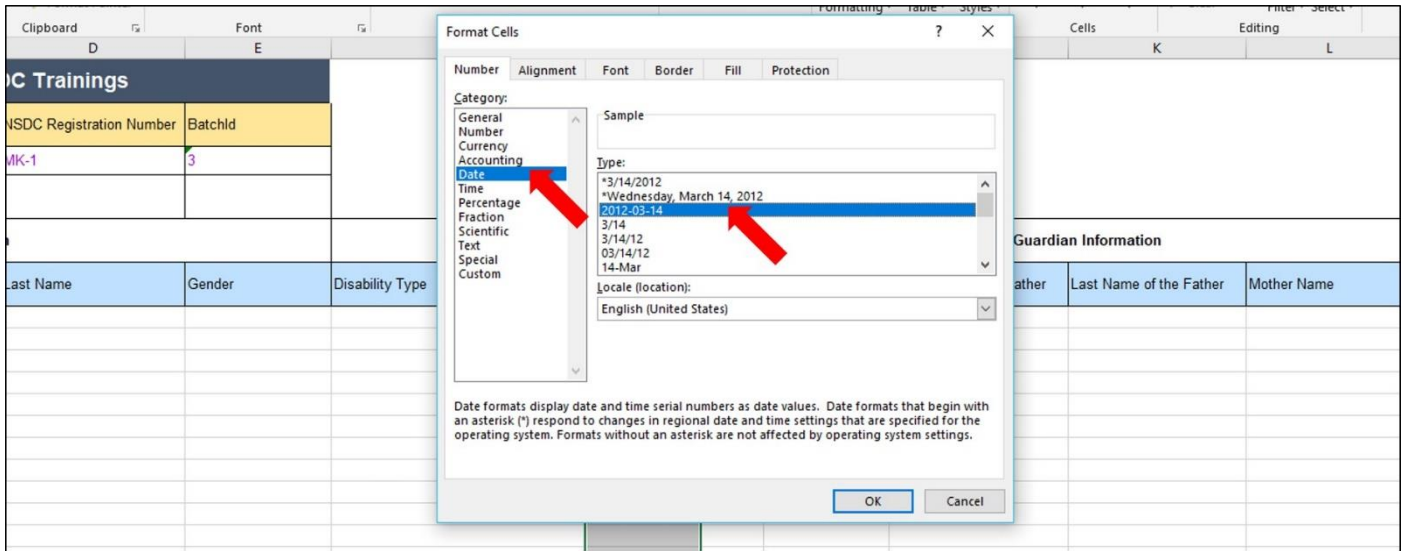 Formatting Table Styles Filter Select
Clipboard Font Cells Editing
D E K L
C Trainings
NSDC Registration Number BatchId
MK-1 3
Last Name Gender Disability Type
Format Cells ? ×
Number Alignment Font Border Fill Protection
Category:
General
Number
Currency
Accounting
Date
Time
Percentage
Fraction
Scientific
Text
Special
Custom
Sample
Type:
*3/14/2012
*Wednesday, March 14, 2012
2012-03-14
3/14
3/14/12
03/14/12
14-Mar
Locale (location):
English (United States)
Date formats display date and time serial numbers as date values. Date formats that begin with
an asterisk (*) respond to changes in regional date and time settings that are specified for the
operating system. Formats without an asterisk are not affected by operating system settings.
OK Cancel
Guardian Information
ather Last Name of the Father Mother Name